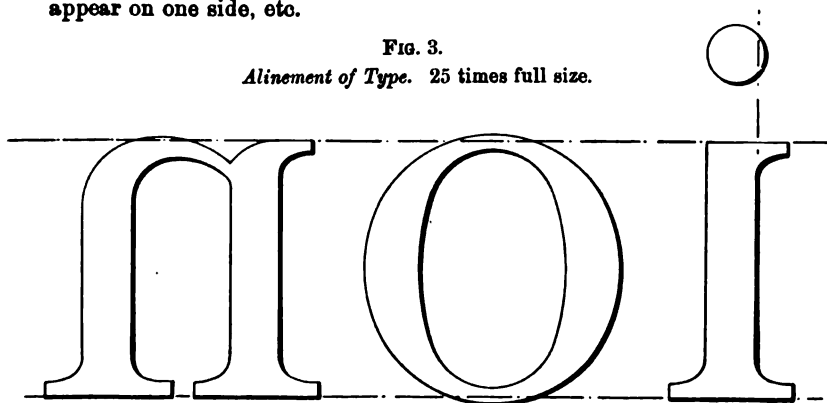 appear on one side, etc.
FIG. 3.
Alinement of Type. 25 times full size.
noi